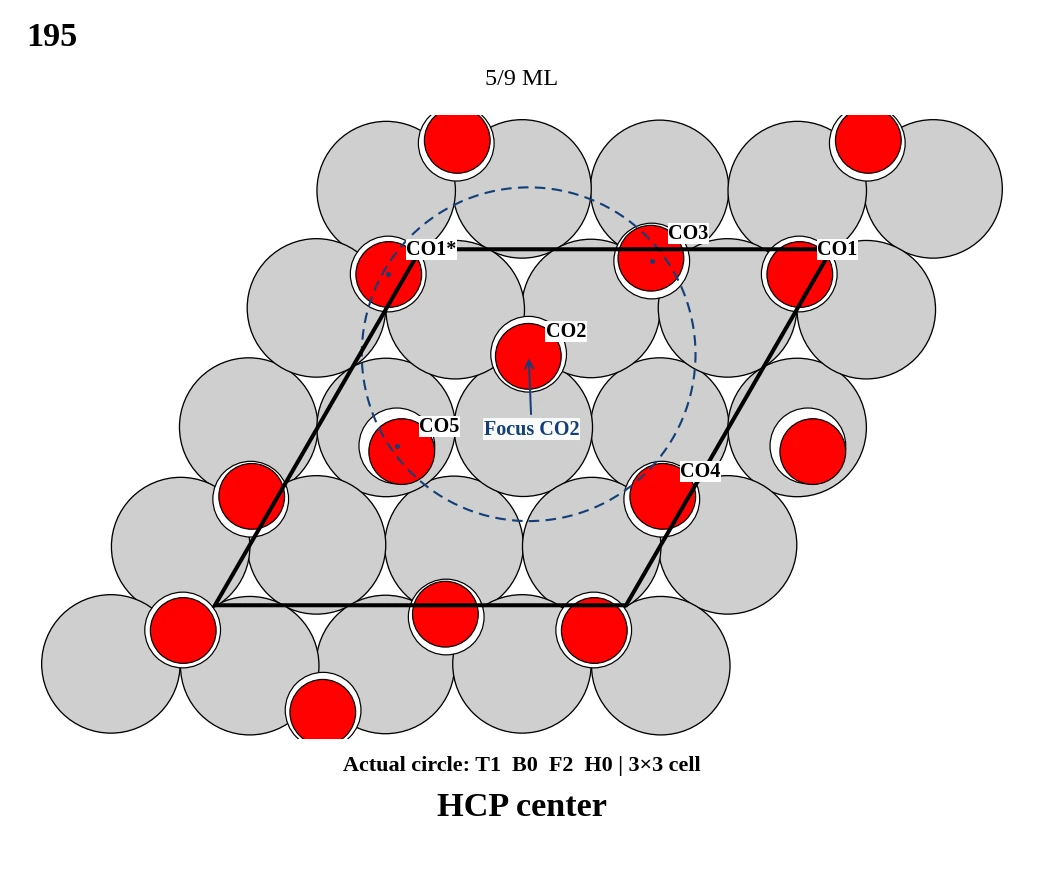 195
5/9 ML
CO3
CO1*
CO1
CO2
CO5
Focus CO2
CO4
Actual circle: T1 B0 F2 H0 | 3×3 cell
HCP center